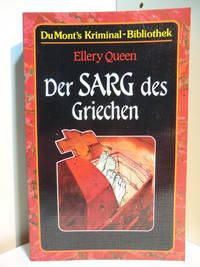 DuMont's Kriminal-Bibliothek
Ellery Queen
Der SARG des
Griechen